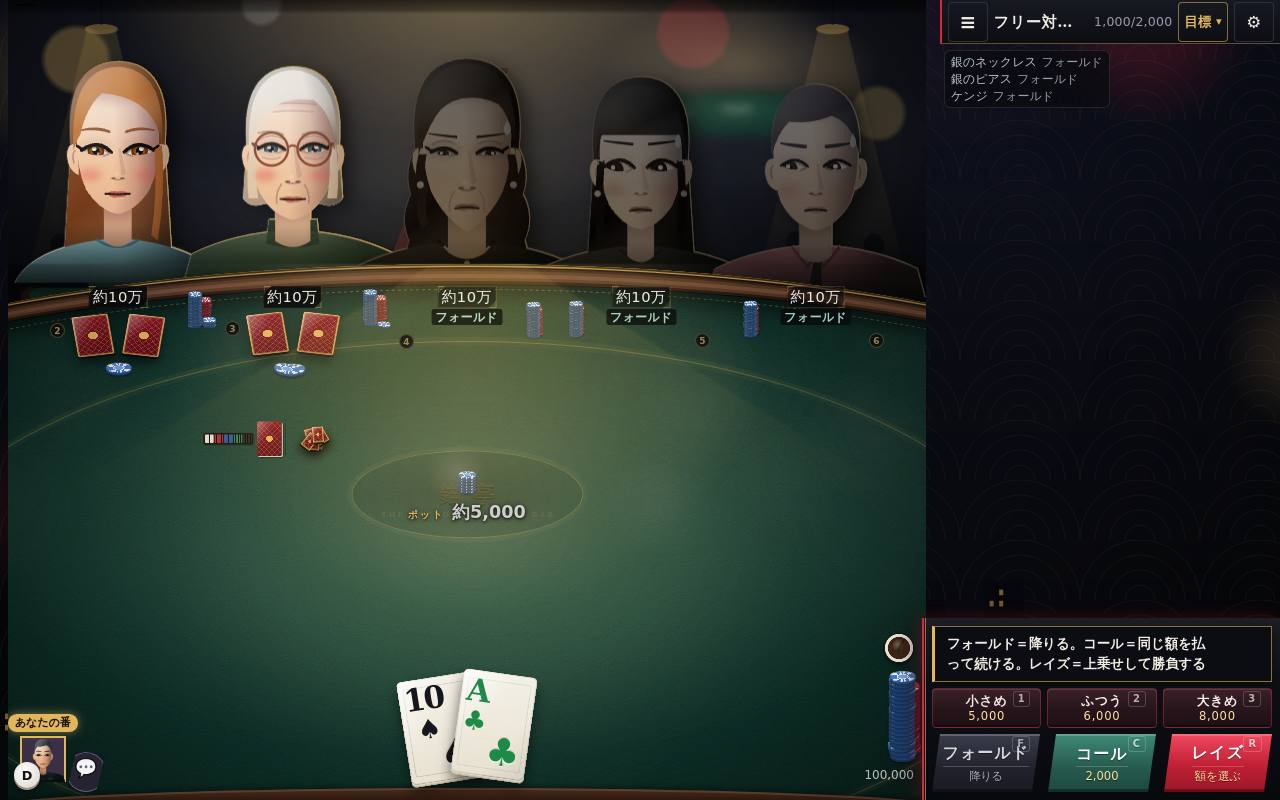 フリー対…
1,000/2,000
目標 ▾
銀のネックレス フォールド
銀のピアス フォールド
ケンジ フォールド
約10万
約10万
約10万
フォールド
約10万
フォールド
約10万
フォールド
2
3
4
5
6
ポット 約5,000
10
A
あなたの番
D
100,000
フォールド＝降りる。コール＝同じ額を払
って続ける。レイズ＝上乗せして勝負する
小さめ 1
5,000
ふつう 2
6,000
大きめ 3
8,000
フォールド F
降りる
コール C
2,000
レイズ R
額を選ぶ